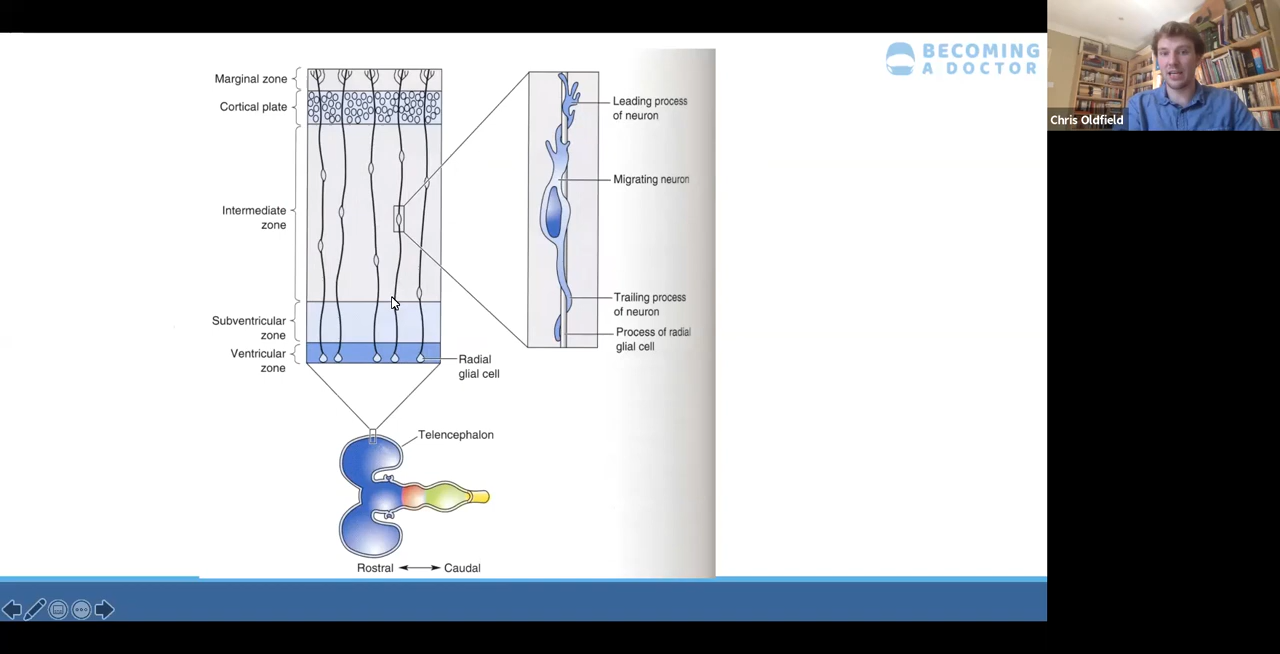 BECOMING
A DOCTOR
Chris Oldfield
Marginal zone
Cortical plate
Intermediate
zone
Subventricular
zone
Ventricular
zone
Radial
glial cell
Leading process
of neuron
Migrating neuron
Trailing process
of neuron
Process of radial
glial cell
Telencephalon
Rostral
Caudal